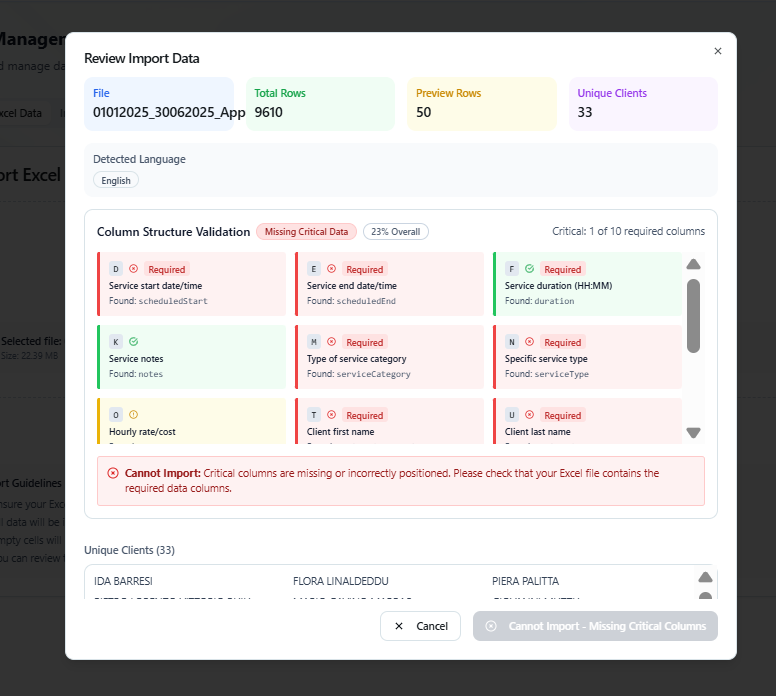 Manager
d manage da
xcel Data
ort Excel
Selected file:
Size: 22.39 MB
ort Guidelines
nsure your Exc
l data will be i
mpty cells will
ou can review t
Review Import Data
×
File
01012025_30062025_App
Total Rows
9610
Preview Rows
50
Unique Clients
33
Detected Language
English
Column Structure Validation
Missing Critical Data
23% Overall
Critical: 1 of 10 required columns
D Required
Service start date/time
Found: scheduledStart
E Required
Service end date/time
Found: scheduledEnd
F Required
Service duration (HH:MM)
Found: duration
K
Service notes
Found: notes
M Required
Type of service category
Found: serviceCategory
N Required
Specific service type
Found: serviceType
O
Hourly rate/cost
T Required
Client first name
U Required
Client last name
Cannot Import: Critical columns are missing or incorrectly positioned. Please check that your Excel file contains the
required data columns.
Unique Clients (33)
IDA BARRESI
FLORA LINALDEDDU
PIERA PALITTA
Cancel
Cannot Import - Missing Critical Columns